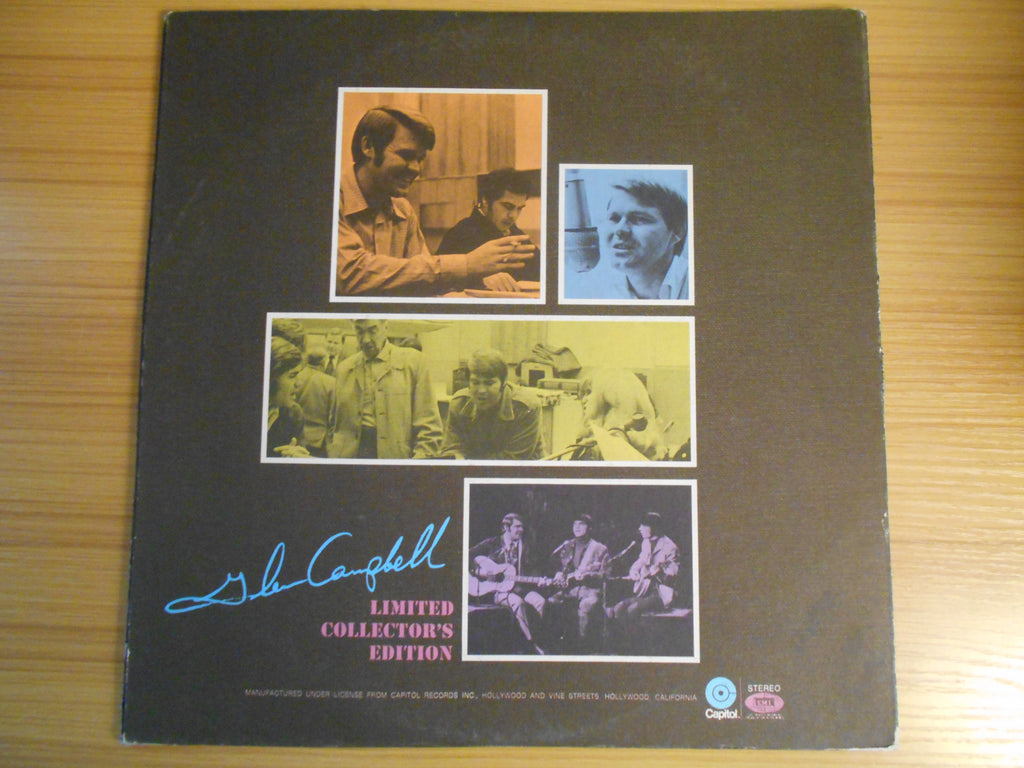 Glen Campbell
LIMITED
COLLECTOR'S
EDITION
MANUFACTURED UNDER LICENSE FROM CAPITOL RECORDS INC., HOLLYWOOD AND VINE STREETS, HOLLYWOOD, CALIFORNIA
Capitol
STEREO
EMI